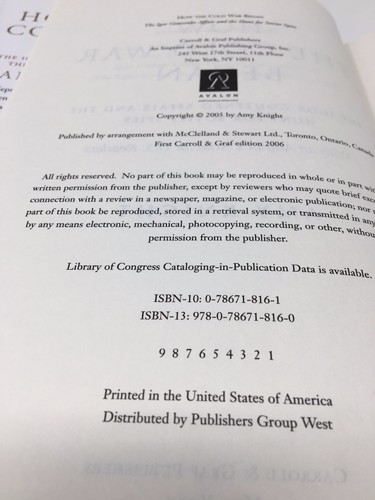 HOW THE COLD WAR BEGAN
The Igor Gouzenko Affair and the Hunt for Soviet Spies
Carroll & Graf Publishers
An Imprint of Avalon Publishing Group, Inc.
245 West 17th Street, 11th Floor
New York, NY 10011
AVALON
Copyright © 2005 by Amy Knight
Published by arrangement with McClelland & Stewart Ltd., Toronto, Ontario, Canada
First Carroll & Graf edition 2006
All rights reserved. No part of this book may be reproduced in whole or in part
written permission from the publisher, except by reviewers who may quote brief
connection with a review in a newspaper, magazine, or electronic publication; nor
part of this book be reproduced, stored in a retrieval system, or transmitted in any
by any means electronic, mechanical, photocopying, recording, or other, withou
permission from the publisher.
Library of Congress Cataloging-in-Publication Data is available.
ISBN-10: 0-78671-816-1
ISBN-13: 978-0-78671-816-0
9 8 7 6 5 4 3 2 1
Printed in the United States of America
Distributed by Publishers Group West